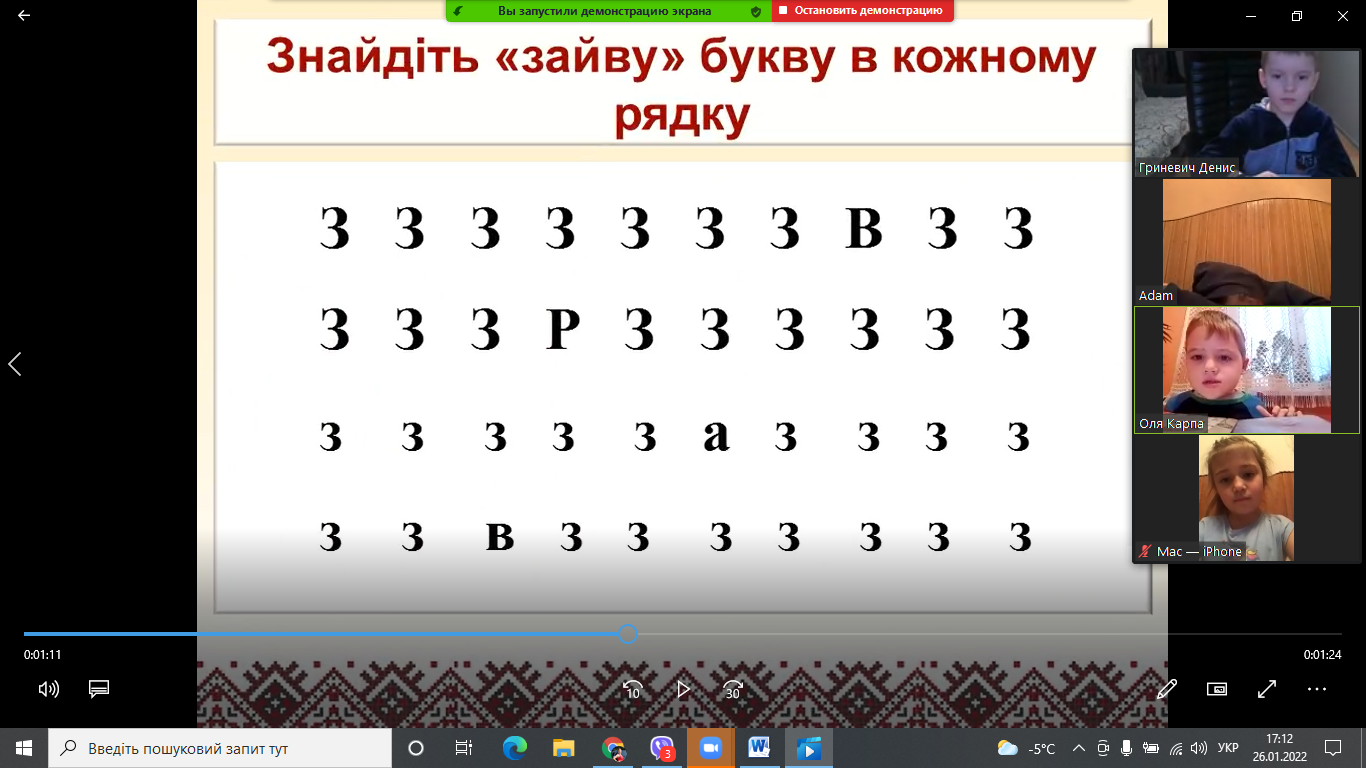 Вы запустили демонстрацию экрана
Остановить демонстрацию
Знайдіть «зайву» букву в кожному
рядку
З З З З З З З В З З
З З З Р З З З З З З
з з з з з а з з з з
з з в з з з з з з з
Гриневич Денис
Adam
Оля Карпа
Mac — iPhone
0:01:11
0:01:24
10
30
Введіть пошуковий запит тут
3
-5°C
УКР
17:12
26.01.2022